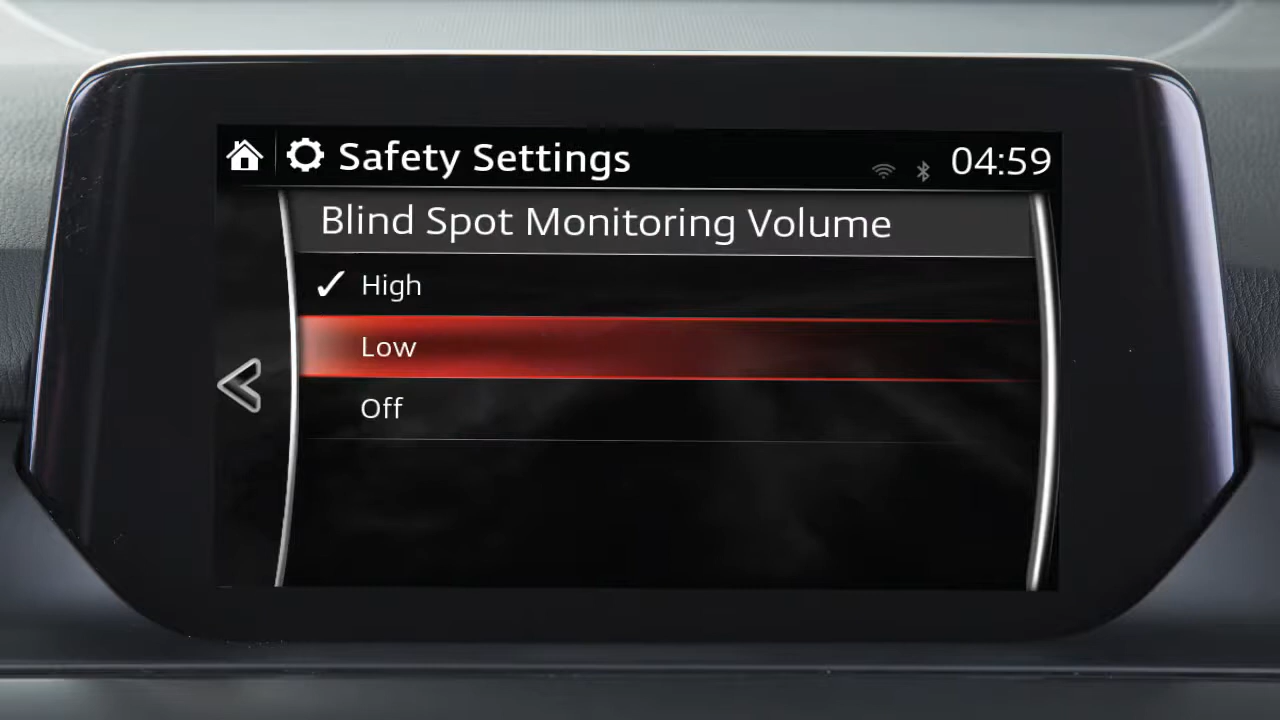 Safety Settings
04:59
Blind Spot Monitoring Volume
✓ High
Low
Off